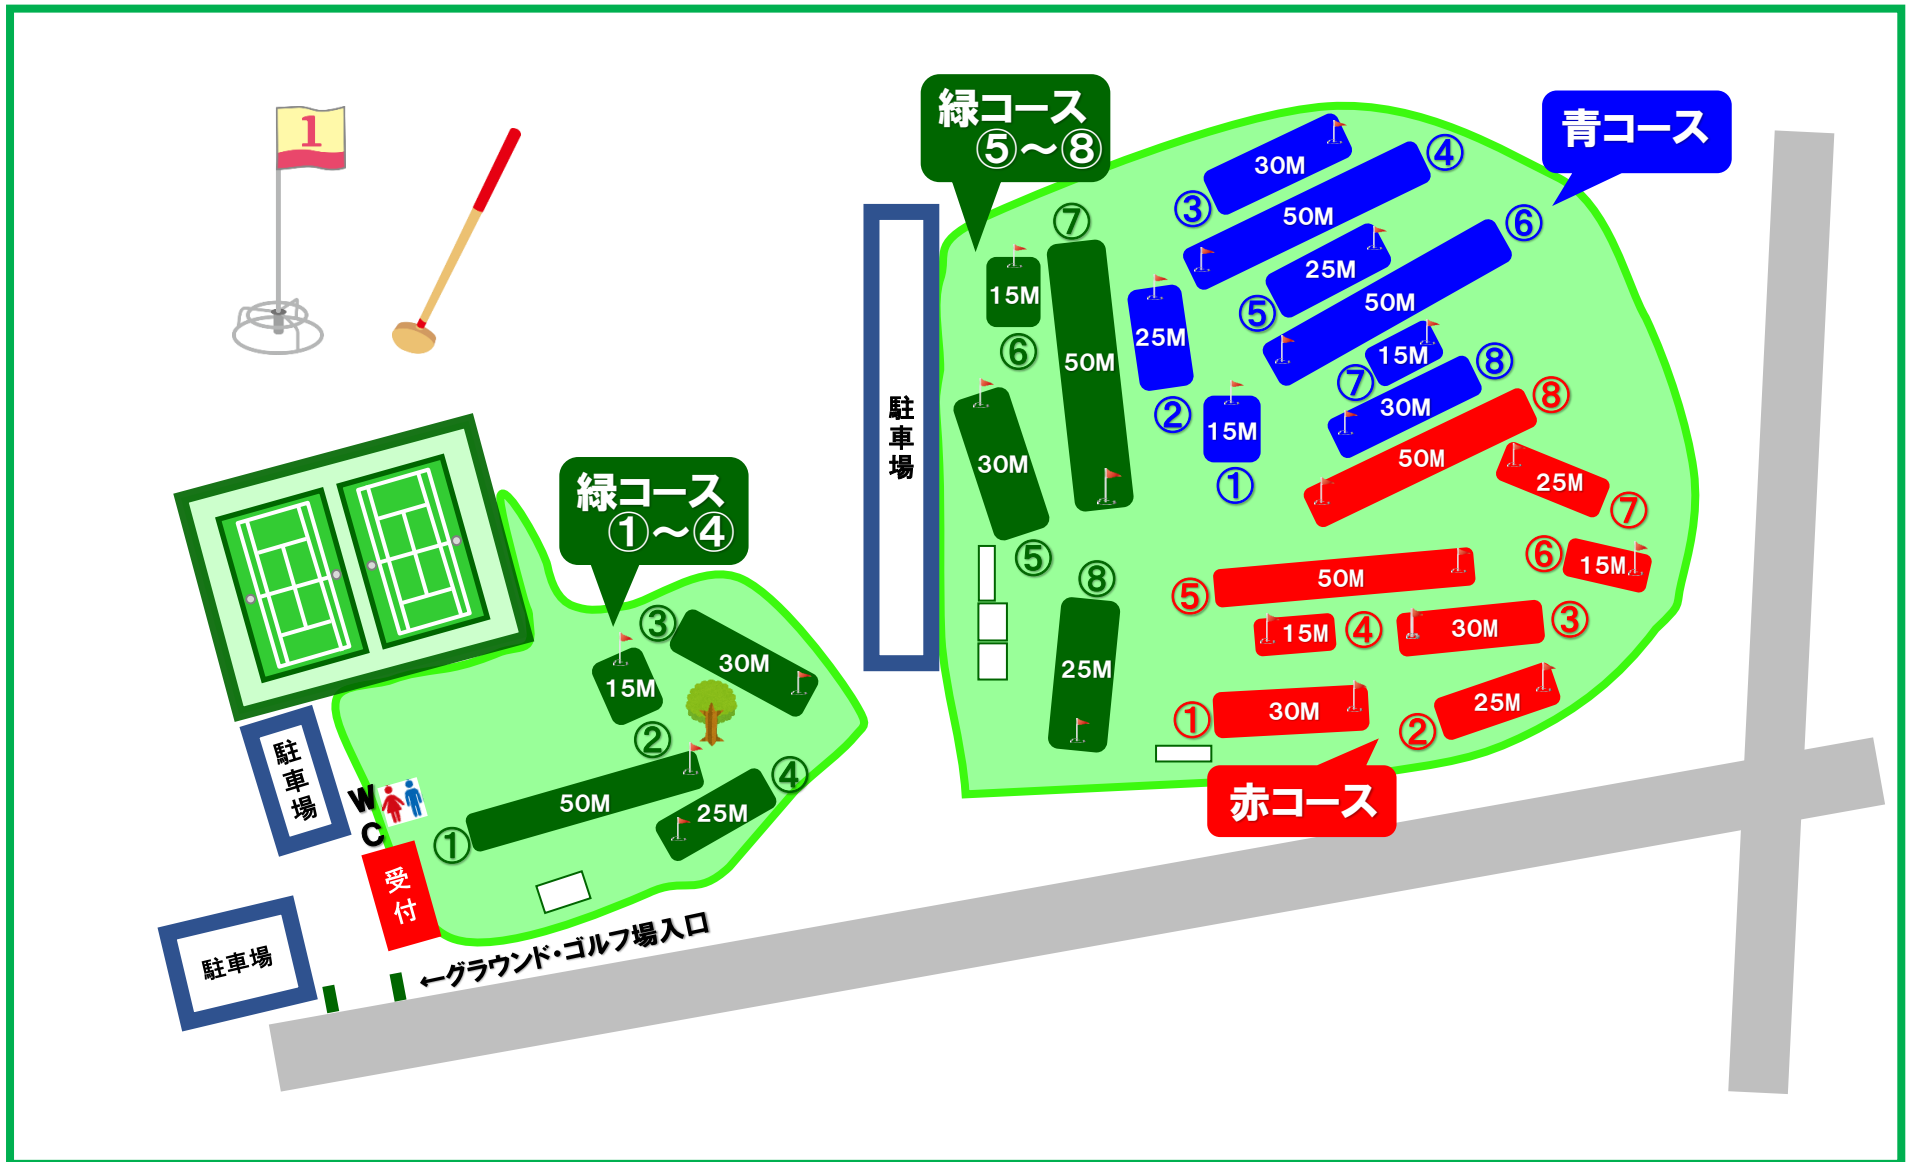 1
緑コース
⑤～⑧
青コース
30M
③
④
50M
⑥
25M
⑤
50M
15M
⑦
⑧
30M
25M
②
15M
①
⑦
15M
⑥
50M
30M
⑤
⑧
25M
駐車場
⑧
50M
25M
⑦
⑥
15M
⑤
50M
15M
④
30M
③
①
30M
②
25M
赤コース
緑コース
①～④
③
30M
15M
②
50M
①
④
25M
駐車場
WC
受付
駐車場
←グラウンド・ゴルフ場入口